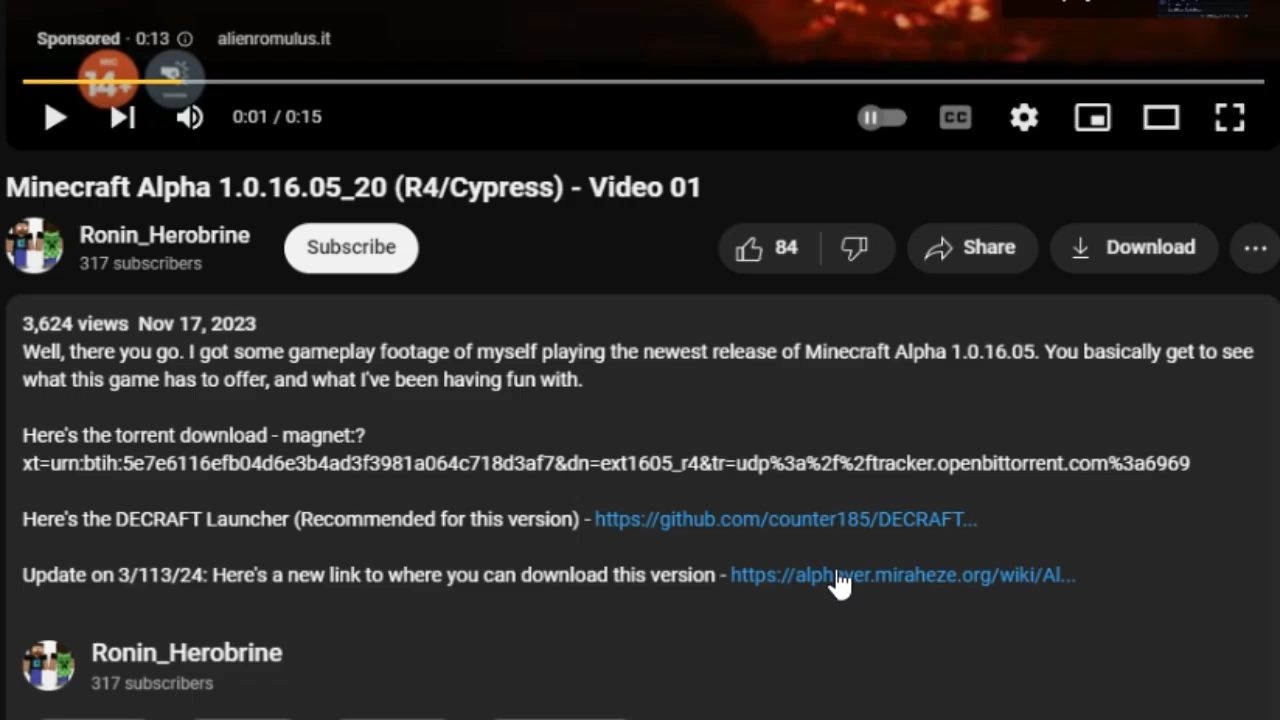 Sponsored · 0:13 alienromulus.it
14+
0:01 / 0:15
CC
Minecraft Alpha 1.0.16.05_20 (R4/Cypress) - Video 01
Ronin_Herobrine
317 subscribers
Subscribe
84
Share
Download
3,624 views Nov 17, 2023
Well, there you go. I got some gameplay footage of myself playing the newest release of Minecraft Alpha 1.0.16.05. You basically get to see
what this game has to offer, and what I've been having fun with.
Here's the torrent download - magnet:?
xt=urn:btih:5e7e6116efb04d6e3b4ad3f3981a064c718d3af7&dn=ext1605_r4&tr=udp%3a%2f%2ftracker.openbittorrent.com%3a6969
Here's the DECRAFT Launcher (Recommended for this version) - https://github.com/counter185/DECRAFT...
Update on 3/113/24: Here's a new link to where you can download this version - https://alph ver.miraheze.org/wiki/Al...
Ronin_Herobrine
317 subscribers